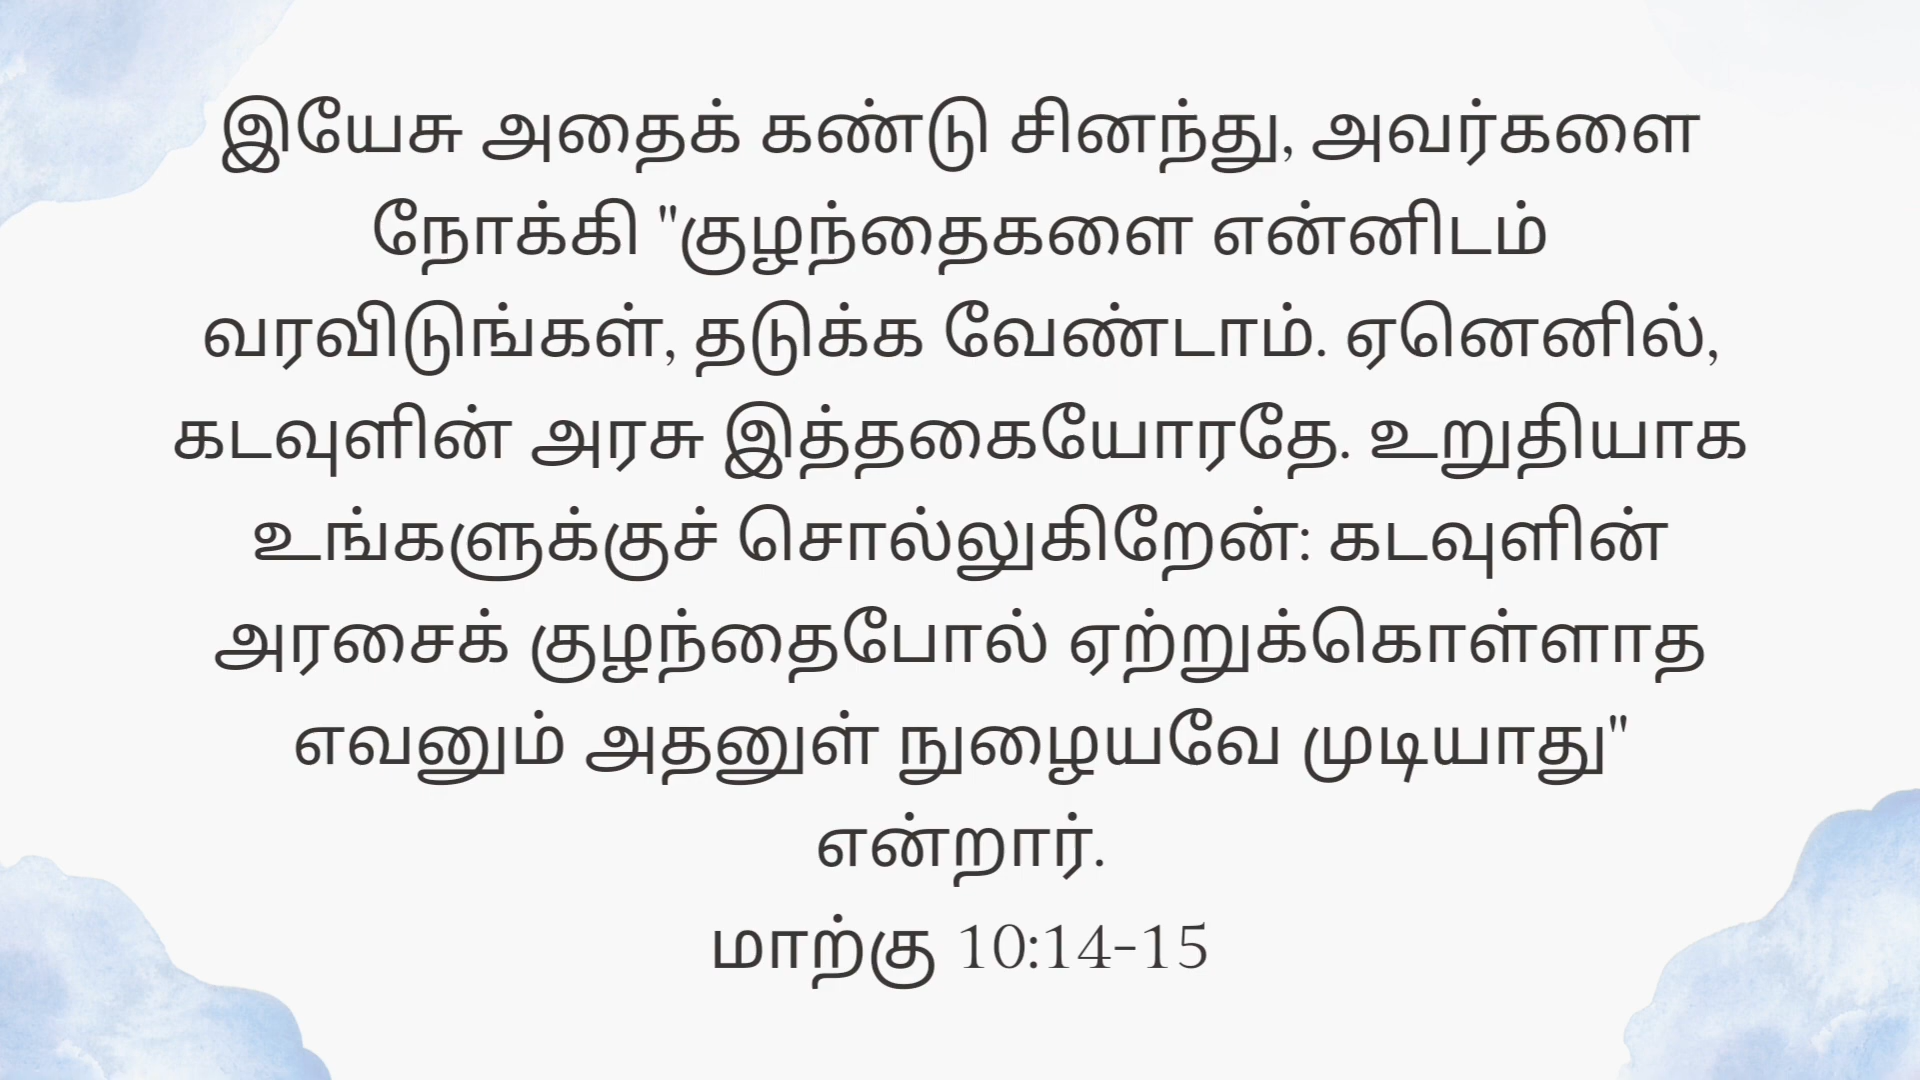 இயேசு அதைக் கண்டு சினந்து, அவர்களை
நோக்கி "குழந்தைகளை என்னிடம்
வரவிடுங்கள், தடுக்க வேண்டாம். ஏனெனில்,
கடவுளின் அரசு இத்தகையோரதே. உறுதியாக
உங்களுக்குச் சொல்லுகிறேன்: கடவுளின்
அரசைக் குழந்தைபோல் ஏற்றுக்கொள்ளாத
எவனும் அதனுள் நுழையவே முடியாது"
என்றார்.
மாற்கு 10:14-15